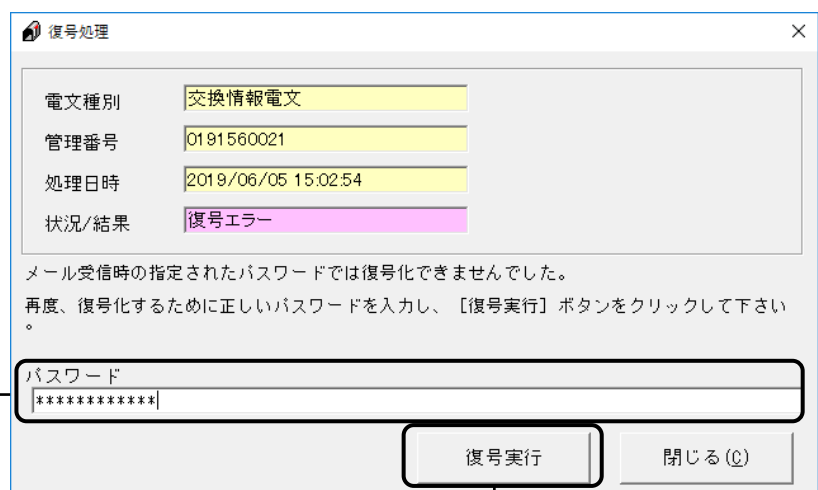 復号処理
電文種別 交換情報電文
管理番号 0191560021
処理日時 2019/06/05 15:02:54
状況/結果 復号エラー
メール受信時の指定されたパスワードでは復号化できませんでした。
再度、復号化するために正しいパスワードを入力し、［復号実行］ボタンをクリックして下さい
。
パスワード
************
復号実行 閉じる(C)